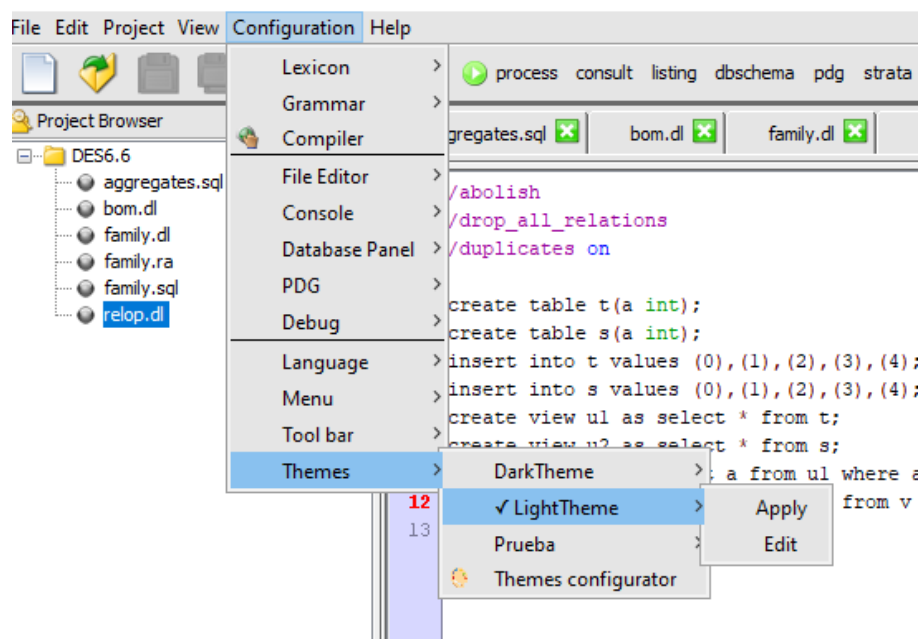 File Edit Project View Configuration Help
process consult listing dbschema pdg strata
Project Browser
DES6.6
aggregates.sql
bom.dl
family.dl
family.ra
family.sql
relop.dl
Lexicon
Grammar
Compiler
File Editor
Console
Database Panel
PDG
Debug
Language
Menu
Tool bar
Themes
DarkTheme
✓ LightTheme
Prueba
Themes configurator
Apply
Edit
gregates.sql bom.dl family.dl
/abolish
/drop_all_relations
/duplicates on
create table t(a int);
create table s(a int);
insert into t values (0),(1),(2),(3),(4);
insert into s values (0),(1),(2),(3),(4);
create view u1 as select * from t;
create view u2 as select * from s;
a from u1 where a
12 from v
13